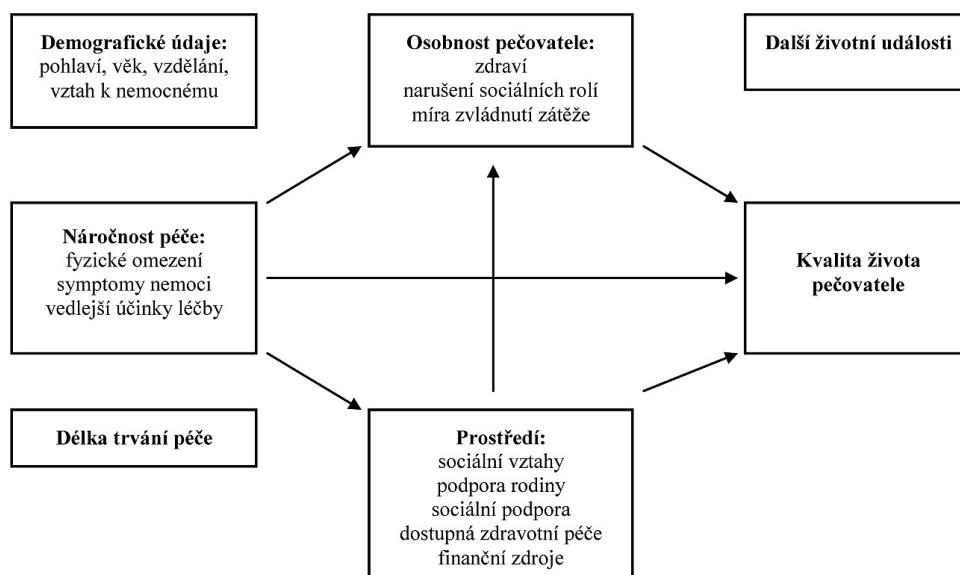 Demografické údaje:
pohlaví, věk, vzdělání,
vztah k nemocnému
Osobnost pečovatele:
zdraví
narušení sociálních rolí
míra zvládnutí zátěže
Další životní události
Náročnost péče:
fyzické omezení
symptomy nemoci
vedlejší účinky léčby
Kvalita života
pečovatele
Délka trvání péče
Prostředí:
sociální vztahy
podpora rodiny
sociální podpora
dostupná zdravotní péče
finanční zdroje